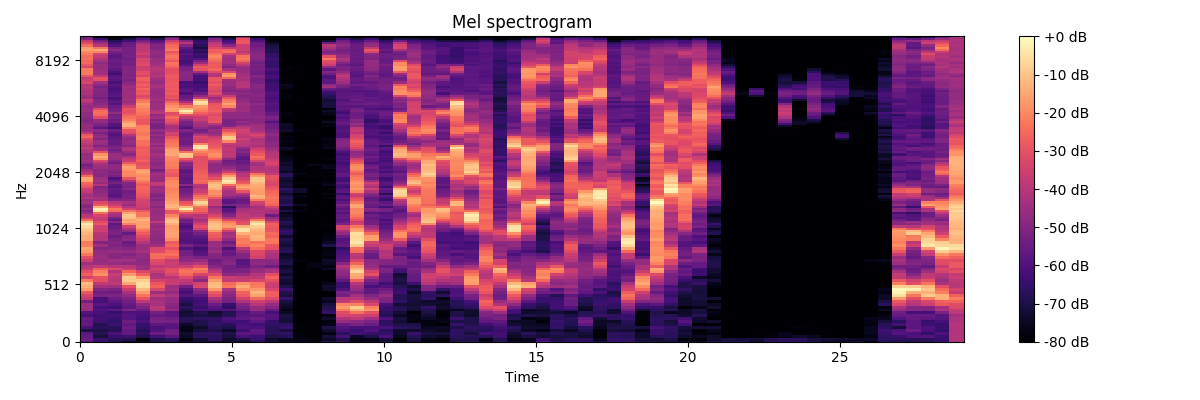 Mel spectrogram
8192
4096
2048
1024
512
0
Hz
0 5 10 15 20 25
Time
+0 dB
-10 dB
-20 dB
-30 dB
-40 dB
-50 dB
-60 dB
-70 dB
-80 dB